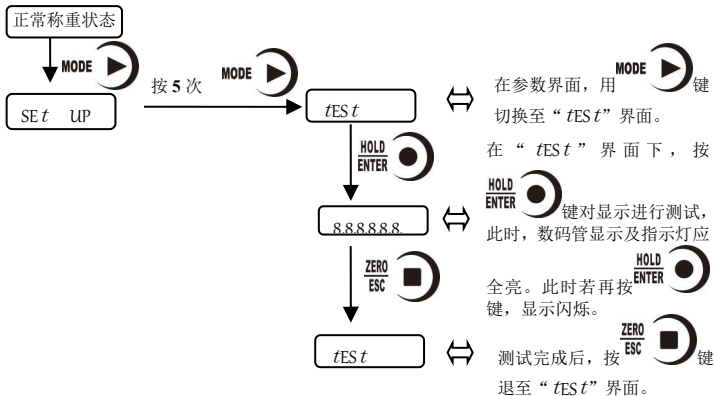 正常称重状态
MODE
SEt UP
按 5 次 MODE
tESt
HOLD
ENTER
8.8.8.8.8.8.
ZERO
ESC
tESt
在参数界面，用 MODE 键
切换至“ tESt”界面。
在“ tESt ”界面下，按
HOLD
ENTER
键对显示进行测试，
此时，数码管显示及指示灯应
全亮。此时若再按 HOLD
ENTER
键，显示闪烁。
测试完成后，按 ZERO
ESC 键
退至“ tESt”界面。